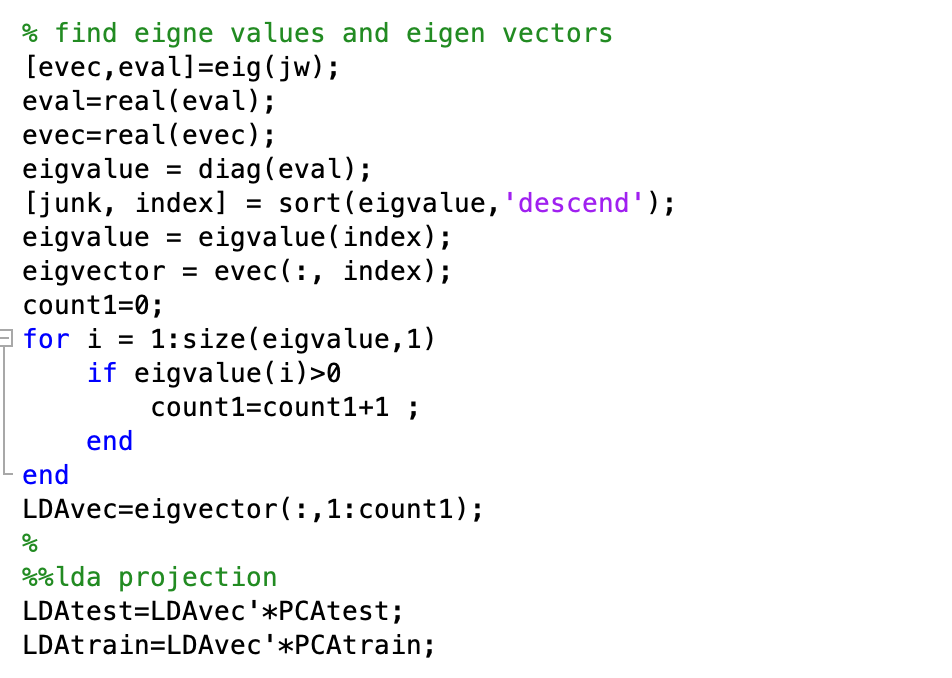 % find eigne values and eigen vectors
[evec,eval]=eig(jw);
eval=real(eval);
evec=real(evec);
eigvalue = diag(eval);
[junk, index] = sort(eigvalue,'descend');
eigvalue = eigvalue(index);
eigvector = evec(:, index);
count1=0;
for i = 1:size(eigvalue,1)
    if eigvalue(i)>0
        count1=count1+1 ;
    end
end
LDAvec=eigvector(:,1:count1);
%
%%lda projection
LDAtest=LDAvec'*PCAtest;
LDAtrain=LDAvec'*PCAtrain;